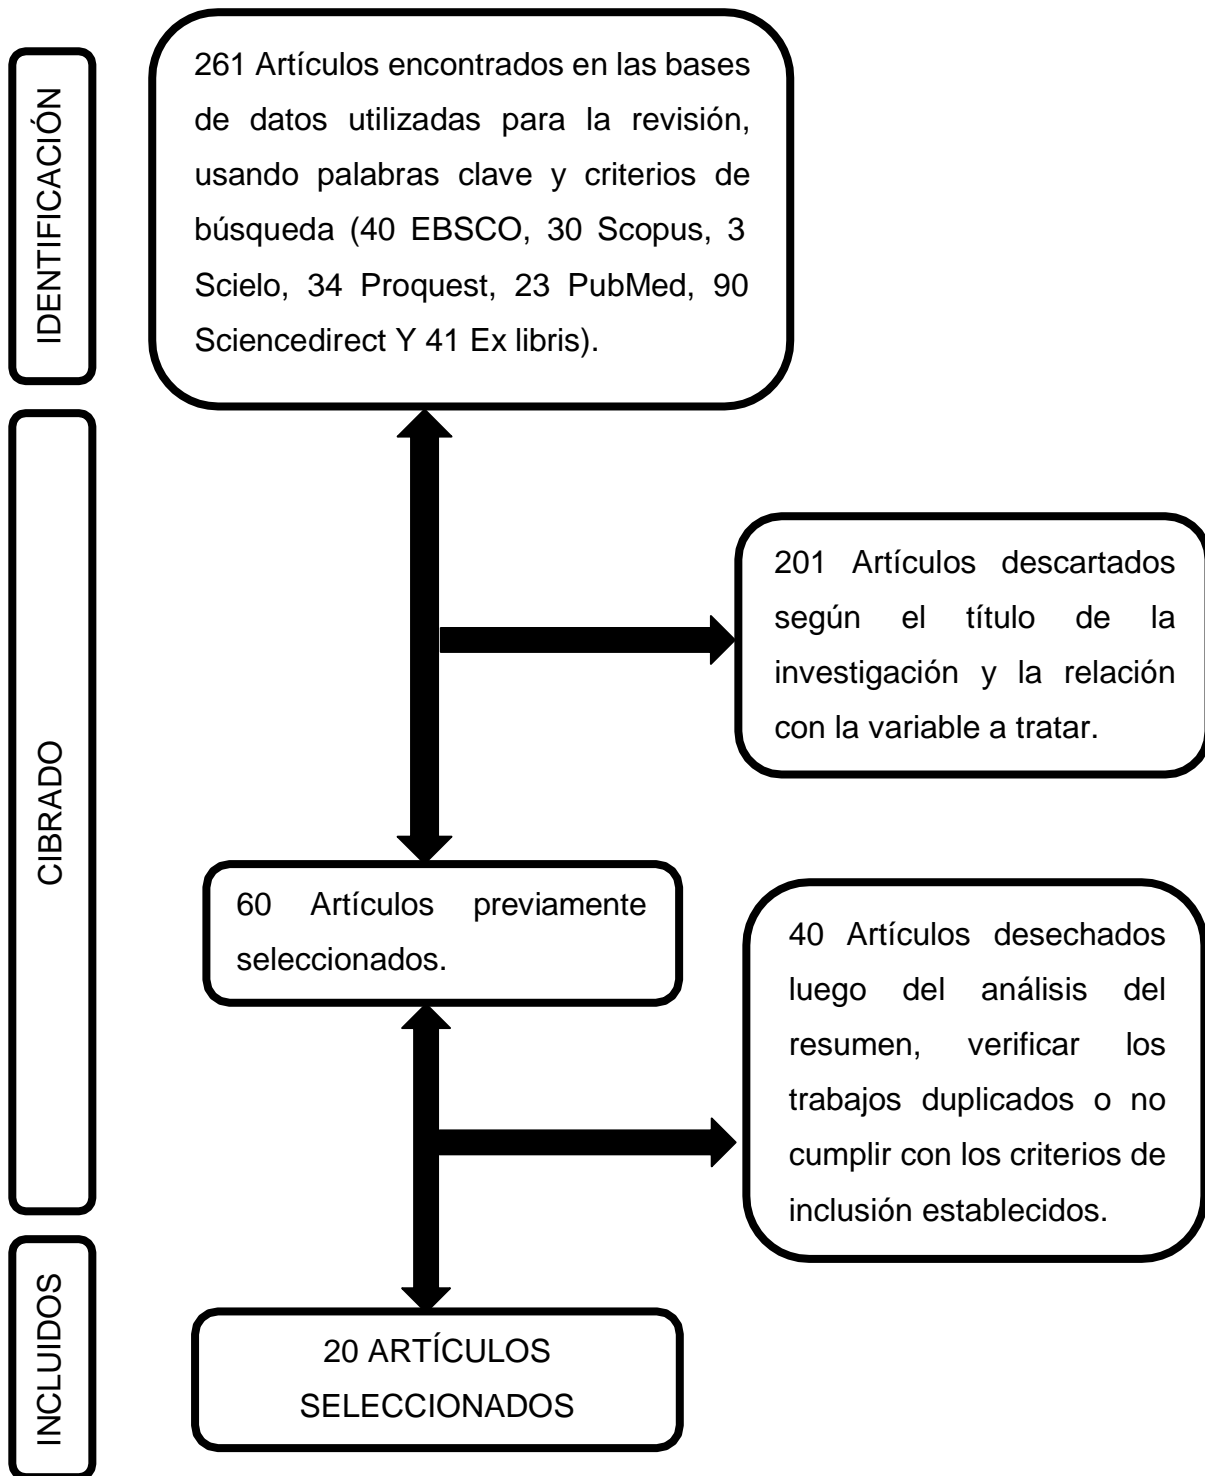 IDENTIFICACIÓN
261 Artículos encontrados en las bases
de datos utilizadas para la revisión,
usando palabras clave y criterios de
búsqueda (40 EBSCO, 30 Scopus, 3
Scielo, 34 Proquest, 23 PubMed, 90
Sciencedirect Y 41 Ex libris).
CIBRADO
201 Artículos descartados
según el título de la
investigación y la relación
con la variable a tratar.
60 Artículos previamente
seleccionados.
40 Artículos desechados
luego del análisis del
resumen, verificar los
trabajos duplicados o no
cumplir con los criterios de
inclusión establecidos.
INCLUIDOS
20 ARTÍCULOS
SELECCIONADOS